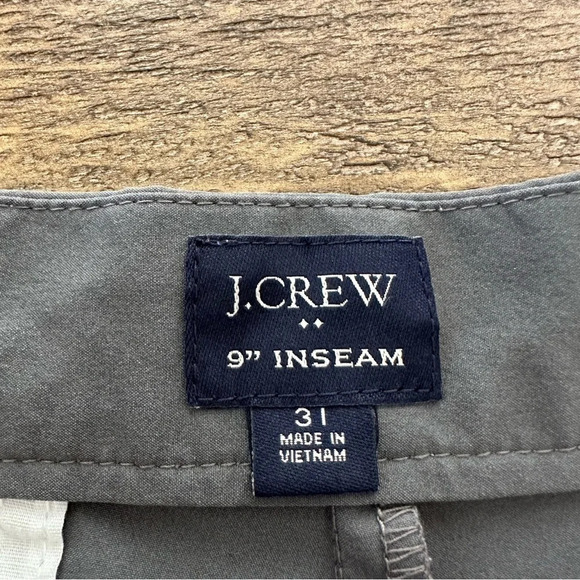 J.CREW
9” INSEAM
31
MADE IN
VIETNAM